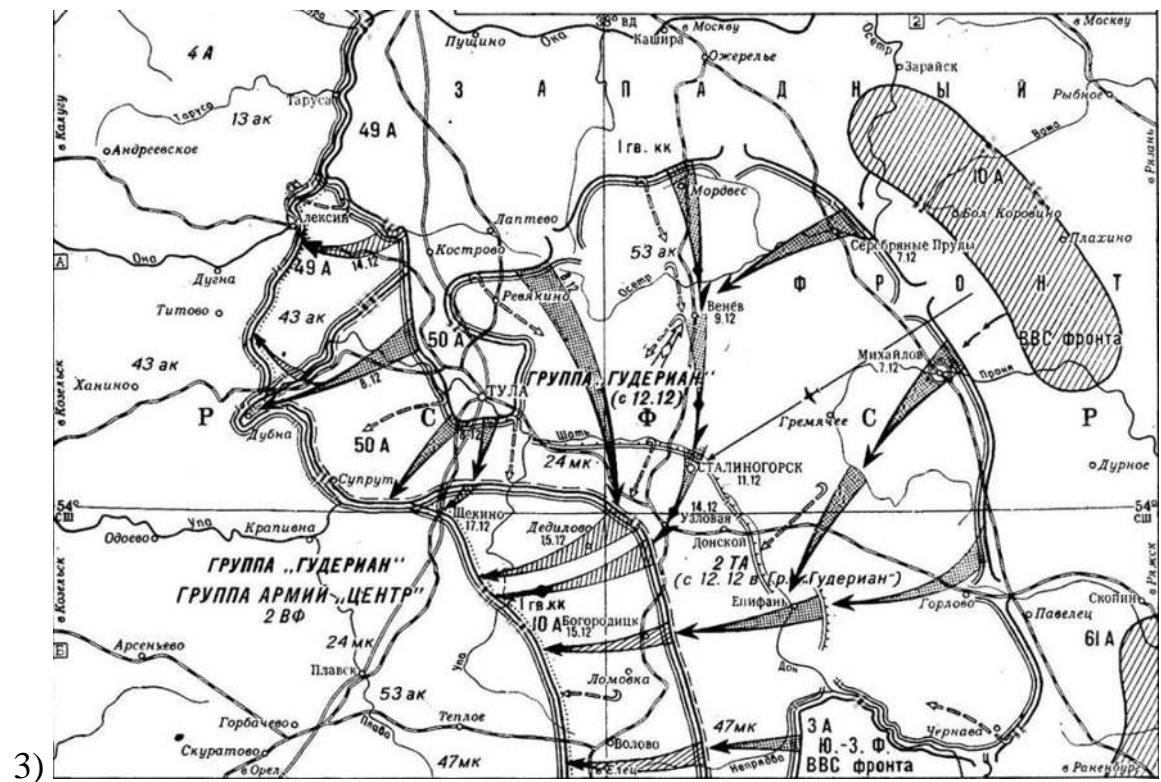 38° ВД
2
в Москву
в Москву
Пущино
Ока
Кашира
Ожерелье
Осетр
Зарайск
4 А
Таруса
Таруса
З А П А Д Н Ы Й
Рыбное
в Калугу
13 ак
49 А
Вожа
Андреевское
1 гв. кк
в Рязань
10 А
Мордвес
Алексин
Лаптево
Бол. Коровино
Кострово
53 ак
Серебряные Пруды
7.12
Плахино
А
Ока
49 А
14.12
Дугна
Осетр
Ревякино
8.12
Ф Р О Н Т
Титово
43 ак
Венёв
9.12
50 А
ВВС фронта
43 ак
Михайлов
7.12
Проня
Ханино
8.12
ГРУППА „ГУДЕРИАН"
(с 12.12)
ТУЛА
в Козельск
Р С Ф С Р
Дубна
Гремячее
50 А
Шать
24 мк
СТАЛИНОГОРСК
11.12
Дурное
Супрут
54°
СШ
Щекино
17.12
14.12
Узловая
54°
СШ
Упа
Крапивна
Дедилово
15.12
Донской
Одоево
2 ТА
(с 12.12 в Гр. „Гудериан")
ГРУППА „ГУДЕРИАН"
ГРУППА АРМИЙ „ЦЕНТР"
2 ВФ
в Козельск
в Ряжск
1 гв.кк
Епифань
Горлово
Скопин
10 А
Богородицк
15.12
Павелец
61 А
Арсеньево
24 мк
Упа
Дон
Плавск
Ломовка
53 ак
Горбачево
Теплое
Плава
47 мк
3 А
Ю.-З. Ф.
ВВС фронта
Чернава
Скуратово
Волово
в Орел
47 мк
в Елец
Непрядва
в Раненбург
3)